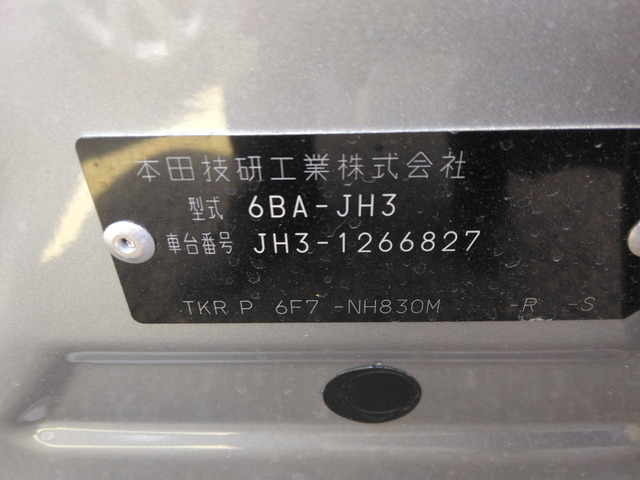 本田技研工業株式会社
型式 6BA-JH3
車台番号 JH3-1266827
TKR P 6F7 -NH830M -R -S